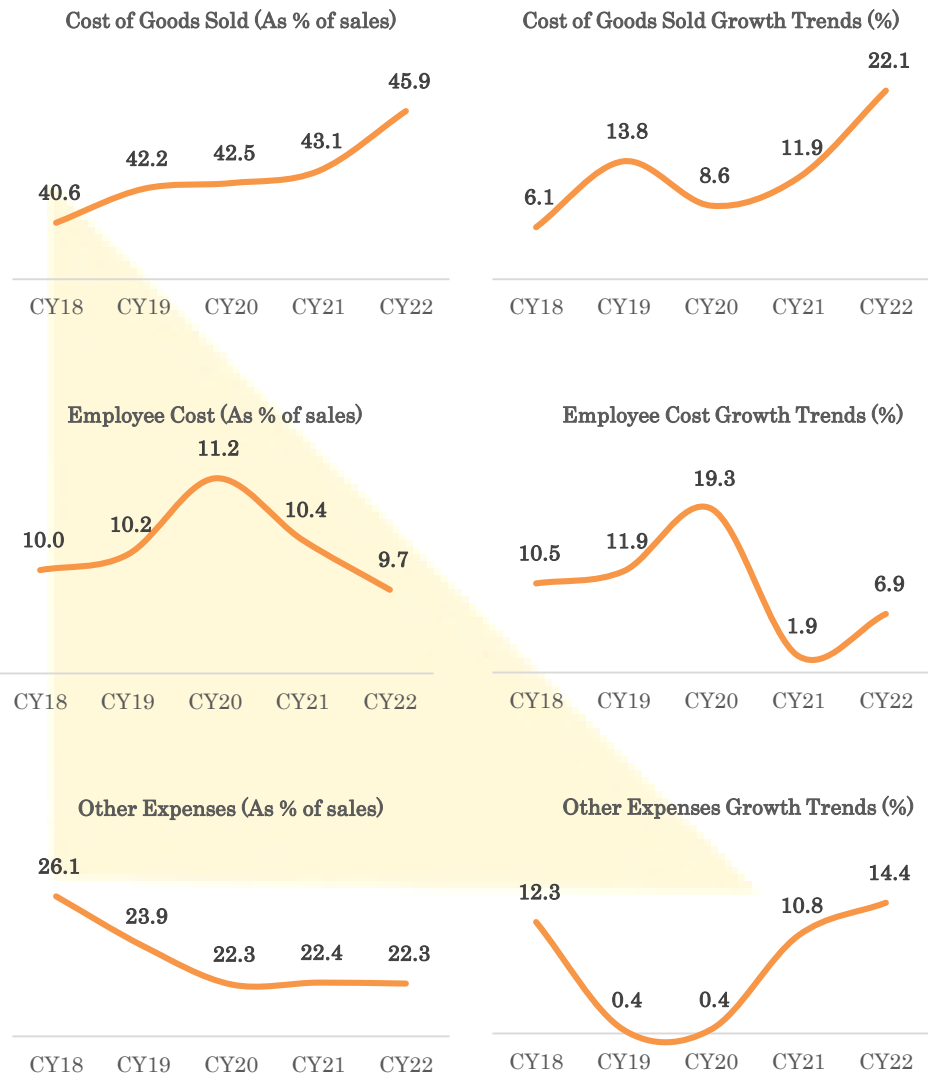 Cost of Goods Sold (As % of sales)
45.9
43.1
42.5
42.2
40.6
CY18 CY19 CY20 CY21 CY22
Cost of Goods Sold Growth Trends (%)
22.1
13.8
11.9
8.6
6.1
CY18 CY19 CY20 CY21 CY22
Employee Cost (As % of sales)
11.2
10.4
10.2
10.0
9.7
CY18 CY19 CY20 CY21 CY22
Employee Cost Growth Trends (%)
19.3
11.9
10.5
6.9
1.9
CY18 CY19 CY20 CY21 CY22
Other Expenses (As % of sales)
26.1
23.9
22.3 22.4 22.3
CY18 CY19 CY20 CY21 CY22
Other Expenses Growth Trends (%)
14.4
12.3
10.8
0.4 0.4
CY18 CY19 CY20 CY21 CY22